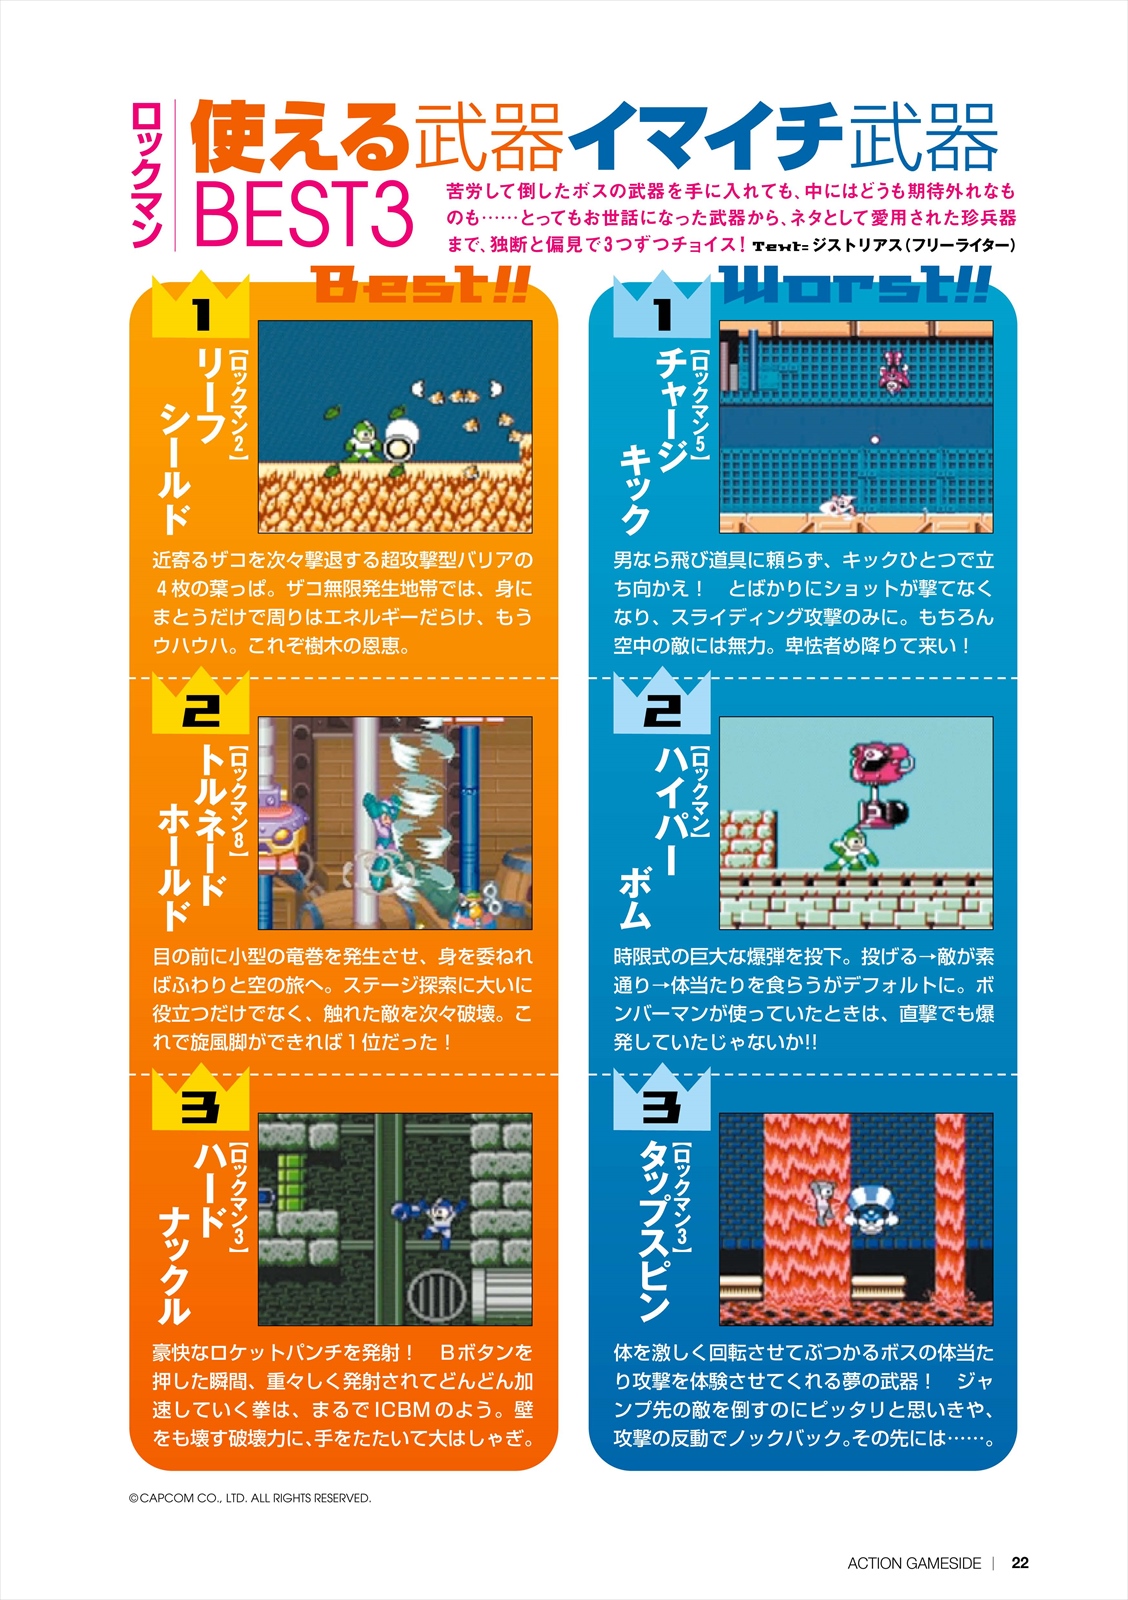 ロックマン
使える武器イマイチ武器
BEST3
苦労して倒したボスの武器を手に入れても、中にはどうも期待外れなも
のも……とってもお世話になった武器から、ネタとして愛用された珍兵器
まで、独断と偏見で3つずつチョイス! Text=ジストリアス(フリーライター)
Best!!
1
【ロックマン2】
リーフ
シールド
近寄るザコを次々撃退する超攻撃型バリアの
4枚の葉っぱ。ザコ無限発生地帯では、身に
まとうだけで周りはエネルギーだらけ、もう
ウハウハ。これぞ樹木の恩恵。
2
【ロックマン8】
トルネード
ホールド
目の前に小型の竜巻を発生させ、身を委ねれ
ばふわりと空の旅へ。ステージ探索に大いに
役立つだけでなく、触れた敵を次々破壊。こ
れで旋風脚ができれば1位だった!
3
【ロックマン3】
ハード
ナックル
豪快なロケットパンチを発射! Bボタンを
押した瞬間、重々しく発射されてどんどん加
速していく拳は、まるでICBMのよう。壁
をも壊す破壊力に、手をたたいて大はしゃぎ。
Worst!!
1
【ロックマン5】
チャージ
キック
男なら飛び道具に頼らず、キックひとつで立
ち向かえ! とばかりにショットが撃てなく
なり、スライディング攻撃のみに。もちろん
空中の敵には無力。卑怯者め降りて来い!
2
【ロックマン】
ハイパー
ボム
時限式の巨大な爆弾を投下。投げる→敵が素
通り→体当たりを食らうがデフォルトに。ボ
ンバーマンが使っていたときは、直撃でも爆
発していたじゃないか!!
3
【ロックマン3】
タップスピン
体を激しく回転させてぶつかるボスの体当た
り攻撃を体験させてくれる夢の武器! ジャ
ンプ先の敵を倒すのにピッタリと思いきや、
攻撃の反動でノックバック。その先には……。
©CAPCOM CO., LTD. ALL RIGHTS RESERVED.
ACTION GAMESIDE | 22